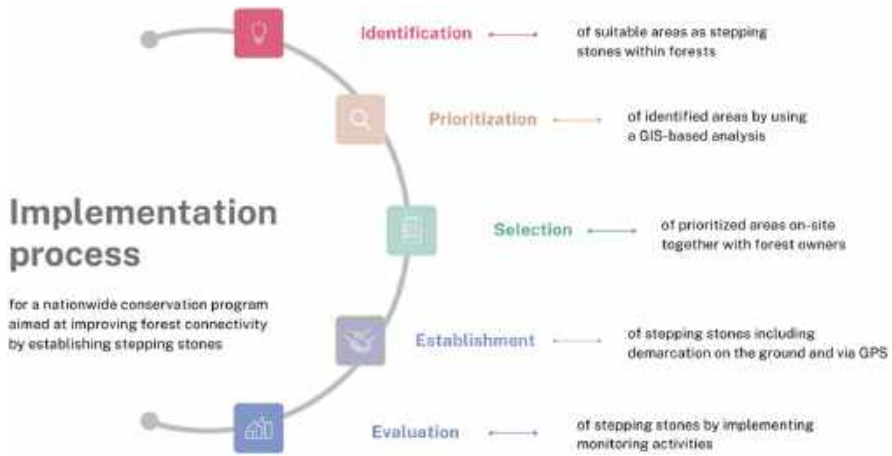 Implementation
process
for a nationwide conservation program
aimed at improving forest connectivity
by establishing stepping stones
Identification
of suitable areas as stepping
stones within forests
Prioritization
of identified areas by using
a GIS-based analysis
Selection
of prioritized areas on-site
together with forest owners
Establishment
of stepping stones including
demarcation on the ground and via GPS
Evaluation
of stepping stones by implementing
monitoring activities